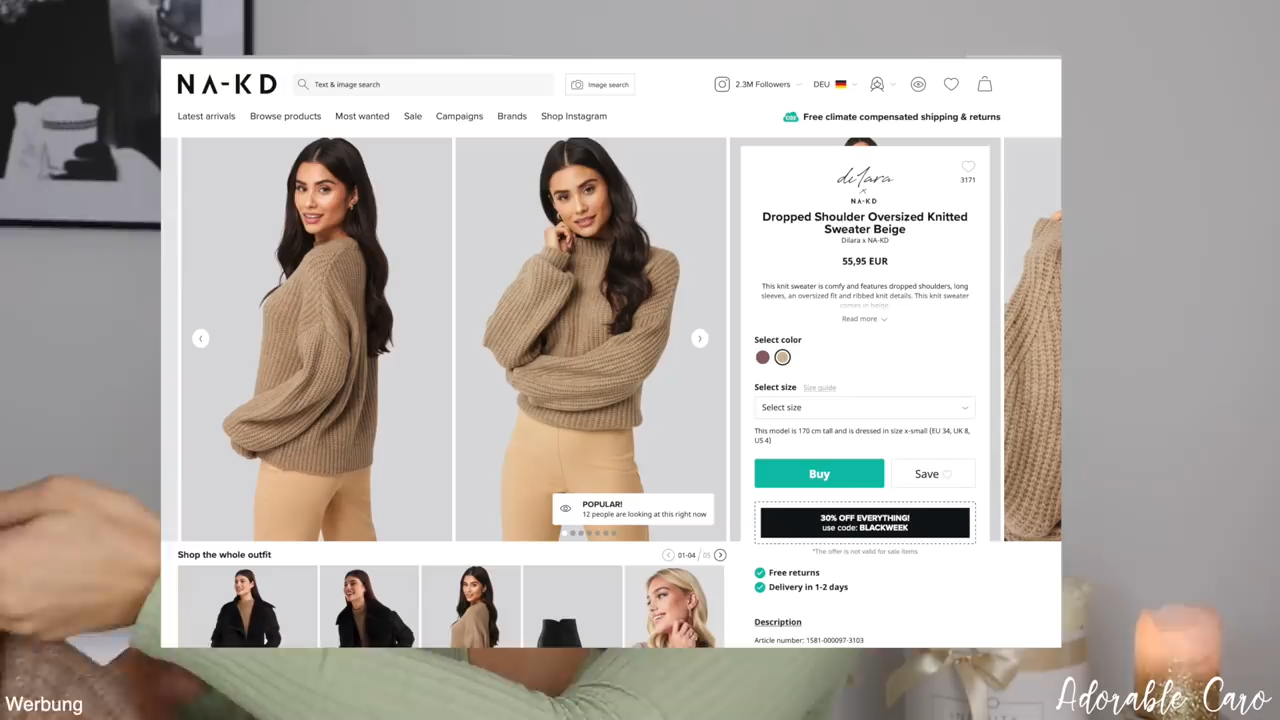 NA-KD
Text & image search
Image search
2.3M Followers
DEU
Latest arrivals
Browse products
Most wanted
Sale
Campaigns
Brands
Shop Instagram
CO2
Free climate compensated shipping & returns
dilara
x
NA-KD
3171
Dropped Shoulder Oversized Knitted
Sweater Beige
Dilara x NA-KD
55,95 EUR
This knit sweater is comfy and features dropped shoulders, long
sleeves, an oversized fit and ribbed knit details. This knit sweater
comes in beige.
Read more
Select color
Select size
Size guide
Select size
This model is 170 cm tall and is dressed in size x-small (EU 34, UK 8,
US 4)
Buy
Save
POPULAR!
12 people are looking at this right now
30% OFF EVERYTHING!
use code: BLACKWEEK
*The offer is not valid for sale items
Shop the whole outfit
01-04 / 05
Free returns
Delivery in 1-2 days
Description
Article number: 1581-000097-3103
Werbung
Adorable Caro